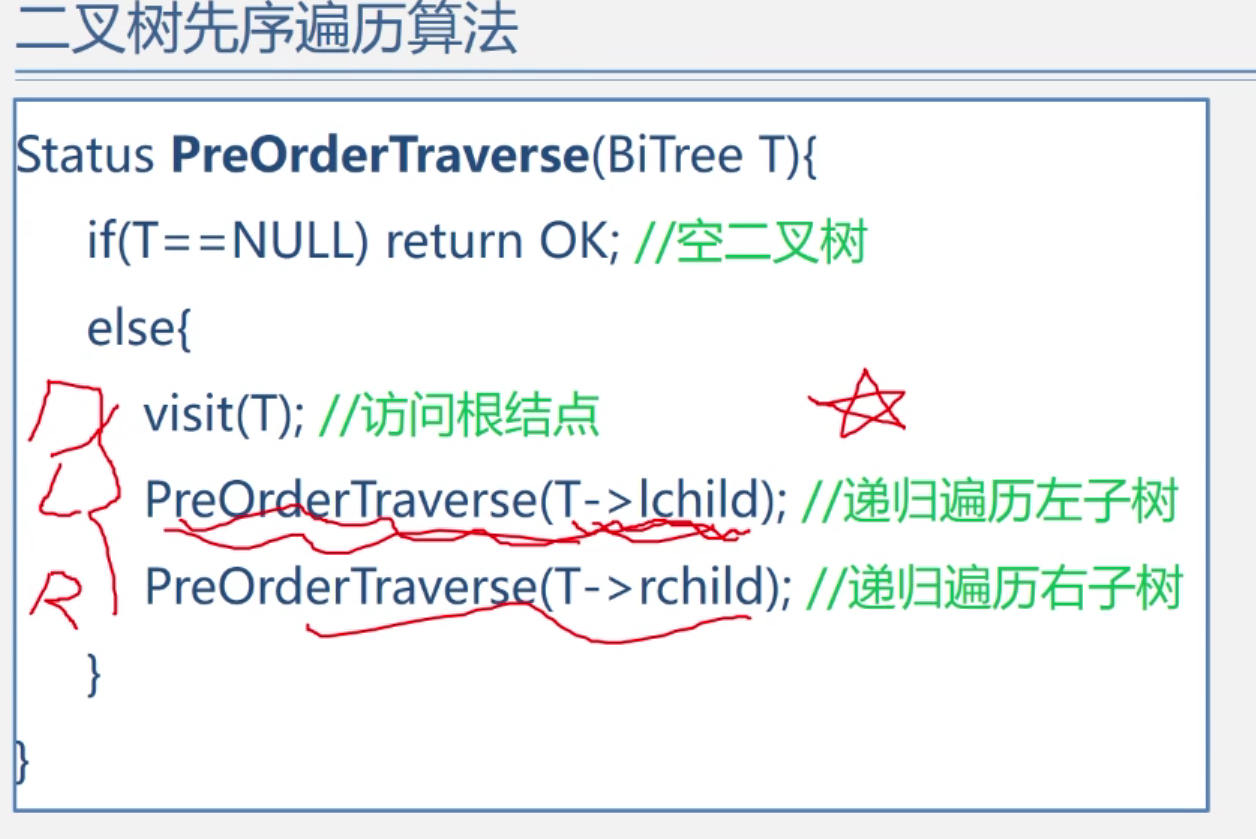 二叉树先序遍历算法
Status PreOrderTraverse(BiTree T){
if(T==NULL) return OK; //空二叉树
else{
visit(T); //访问根结点
L PreOrderTraverse(T->lchild); //递归遍历左子树
R PreOrderTraverse(T->rchild); //递归遍历右子树
}
}